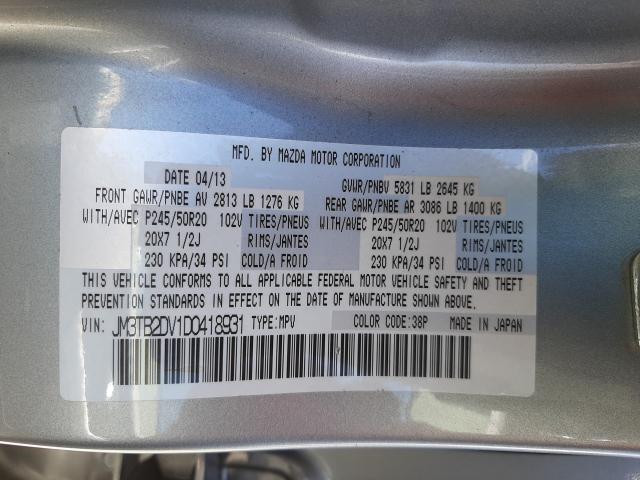 MFD. BY MAZDA MOTOR CORPORATION
DATE 04/13 GVWR/PNBV 5831 LB 2645 KG
FRONT GAWR/PNBE AV 2813 LB 1276 KG REAR GAWR/PNBE AR 3086 LB 1400 KG
WITH/AVEC P245/50R20 102V TIRES/PNEUS WITH/AVEC P245/50R20 102V TIRES/PNEUS
20X7 1/2J RIMS/JANTES 20X7 1/2J RIMS/JANTES
230 KPA/34 PSI COLD/A FROID 230 KPA/34 PSI COLD/A FROID
THIS VEHICLE CONFORMS TO ALL APPLICABLE FEDERAL MOTOR VEHICLE SAFETY AND THEFT
PREVENTION STANDARDS IN EFFECT ON THE DATE OF MANUFACTURE SHOWN ABOVE.
VIN: JM3TB2DV1D0418931 TYPE:MPV COLOR CODE:38P MADE IN JAPAN